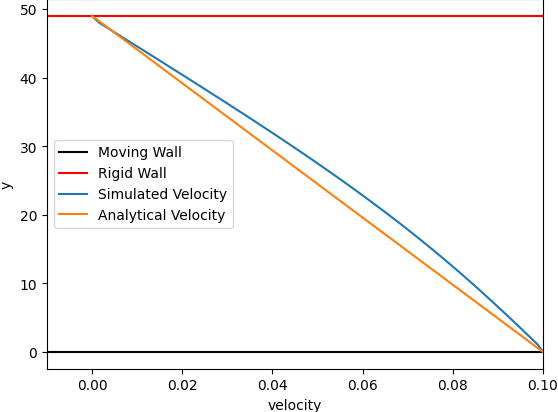 50
40
30
20
10
0
y
Moving Wall
Rigid Wall
Simulated Velocity
Analytical Velocity
0.00 0.02 0.04 0.06 0.08 0.10
velocity